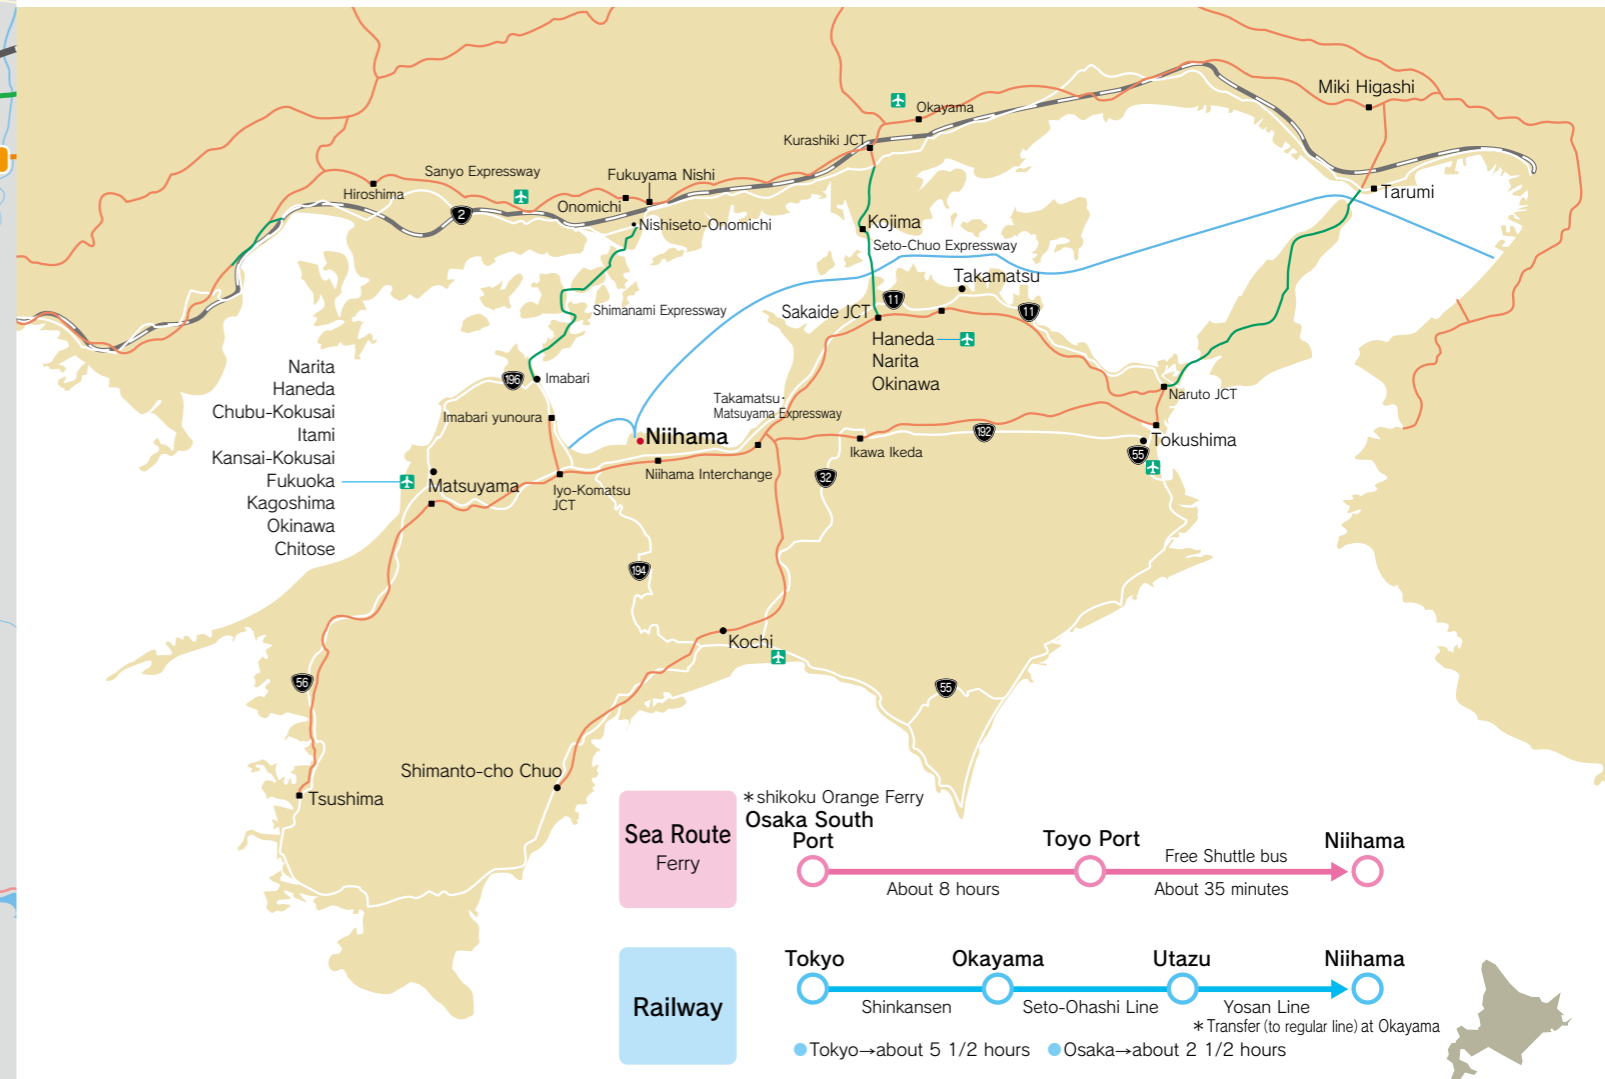 Miki Higashi
Okayama
Kurashiki JCT
Sanyo Expressway
Fukuyama Nishi
Hiroshima
Onomichi
2
Tarumi
Nishiseto-Onomichi
Kojima
Seto-Chuo Expressway
Takamatsu
Shimanami Expressway
Sakaide JCT
11
11
Haneda
Narita
Okinawa
Narita
Haneda
Chubu-Kokusai
Itami
Kansai-Kokusai
Fukuoka
Kagoshima
Okinawa
Chitose
196
Imabari
Imabari yunoura
Takamatsu·
Matsuyama Expressway
Naruto JCT
Niihama
192
Tokushima
55
Ikawa Ikeda
Niihama Interchange
32
Matsuyama
Iyo-Komatsu
JCT
194
Kochi
56
55
Shimanto-cho Chuo
Tsushima
Sea Route
Ferry
*shikoku Orange Ferry
Osaka South
Port
Toyo Port
Niihama
About 8 hours
Free Shuttle bus
About 35 minutes
Railway
Tokyo
Okayama
Utazu
Niihama
Shinkansen
Seto-Ohashi Line
Yosan Line
*Transfer (to regular line) at Okayama
●Tokyo→about 5 1/2 hours ●Osaka→about 2 1/2 hours